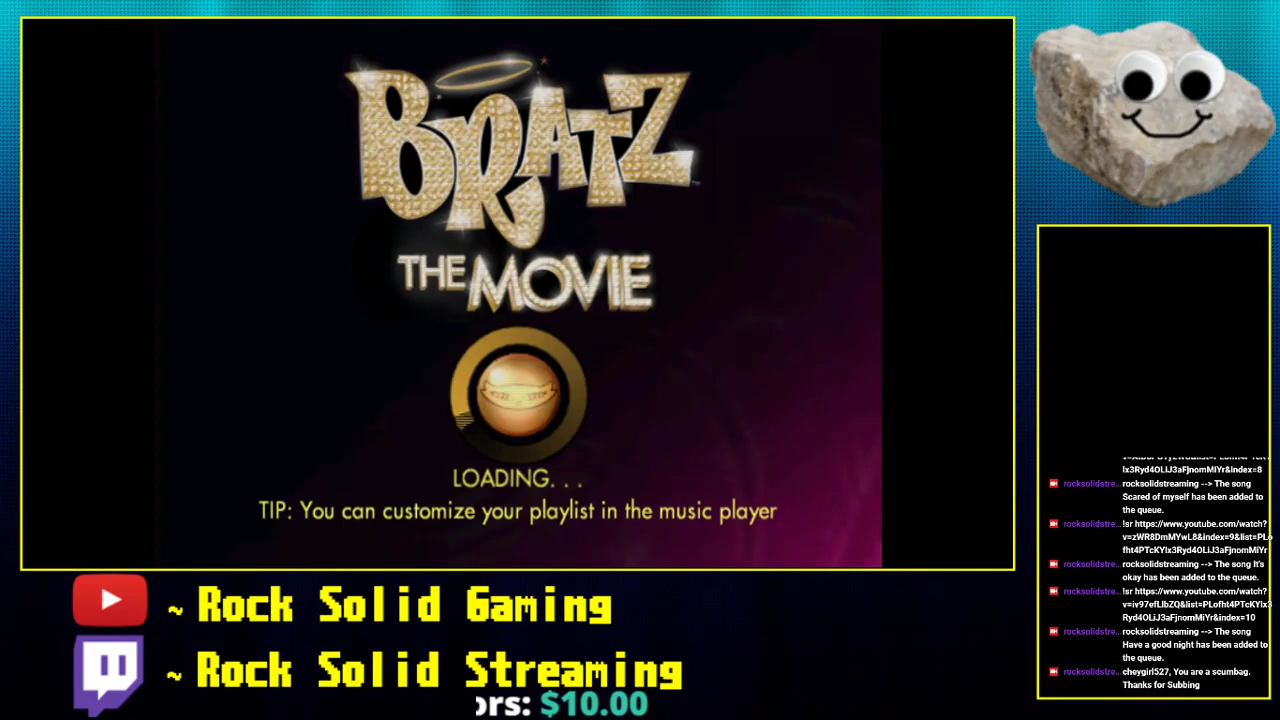 BRATZ
THE MOVIE
LOADING. . .
TIP: You can customize your playlist in the music player
~ Rock Solid Gaming
~ Rock Solid Streaming
ors: $10.00
lx3Ryd4OLiJ3aFjnomMiYr&index=8
rocksolidstre... rocksolidstreaming --> The song
Scared of myself has been added to
the queue.
rocksolidstre... !sr https://www.youtube.com/watch?
v=zWR8DmMYwL8&index=9&list=PLo
fht4PTcKYlx3Ryd4OLiJ3aFjnomMiYr
rocksolidstre... rocksolidstreaming --> The song It's
okay has been added to the queue.
rocksolidstre... !sr https://www.youtube.com/watch?
v=iv97efLlbZQ&list=PLofht4PTcKYlx3
Ryd4OLiJ3aFjnomMiYr&index=10
rocksolidstre... rocksolidstreaming --> The song
Have a good night has been added to
the queue.
rocksolidstre... cheygirl527, You are a scumbag.
Thanks for Subbing